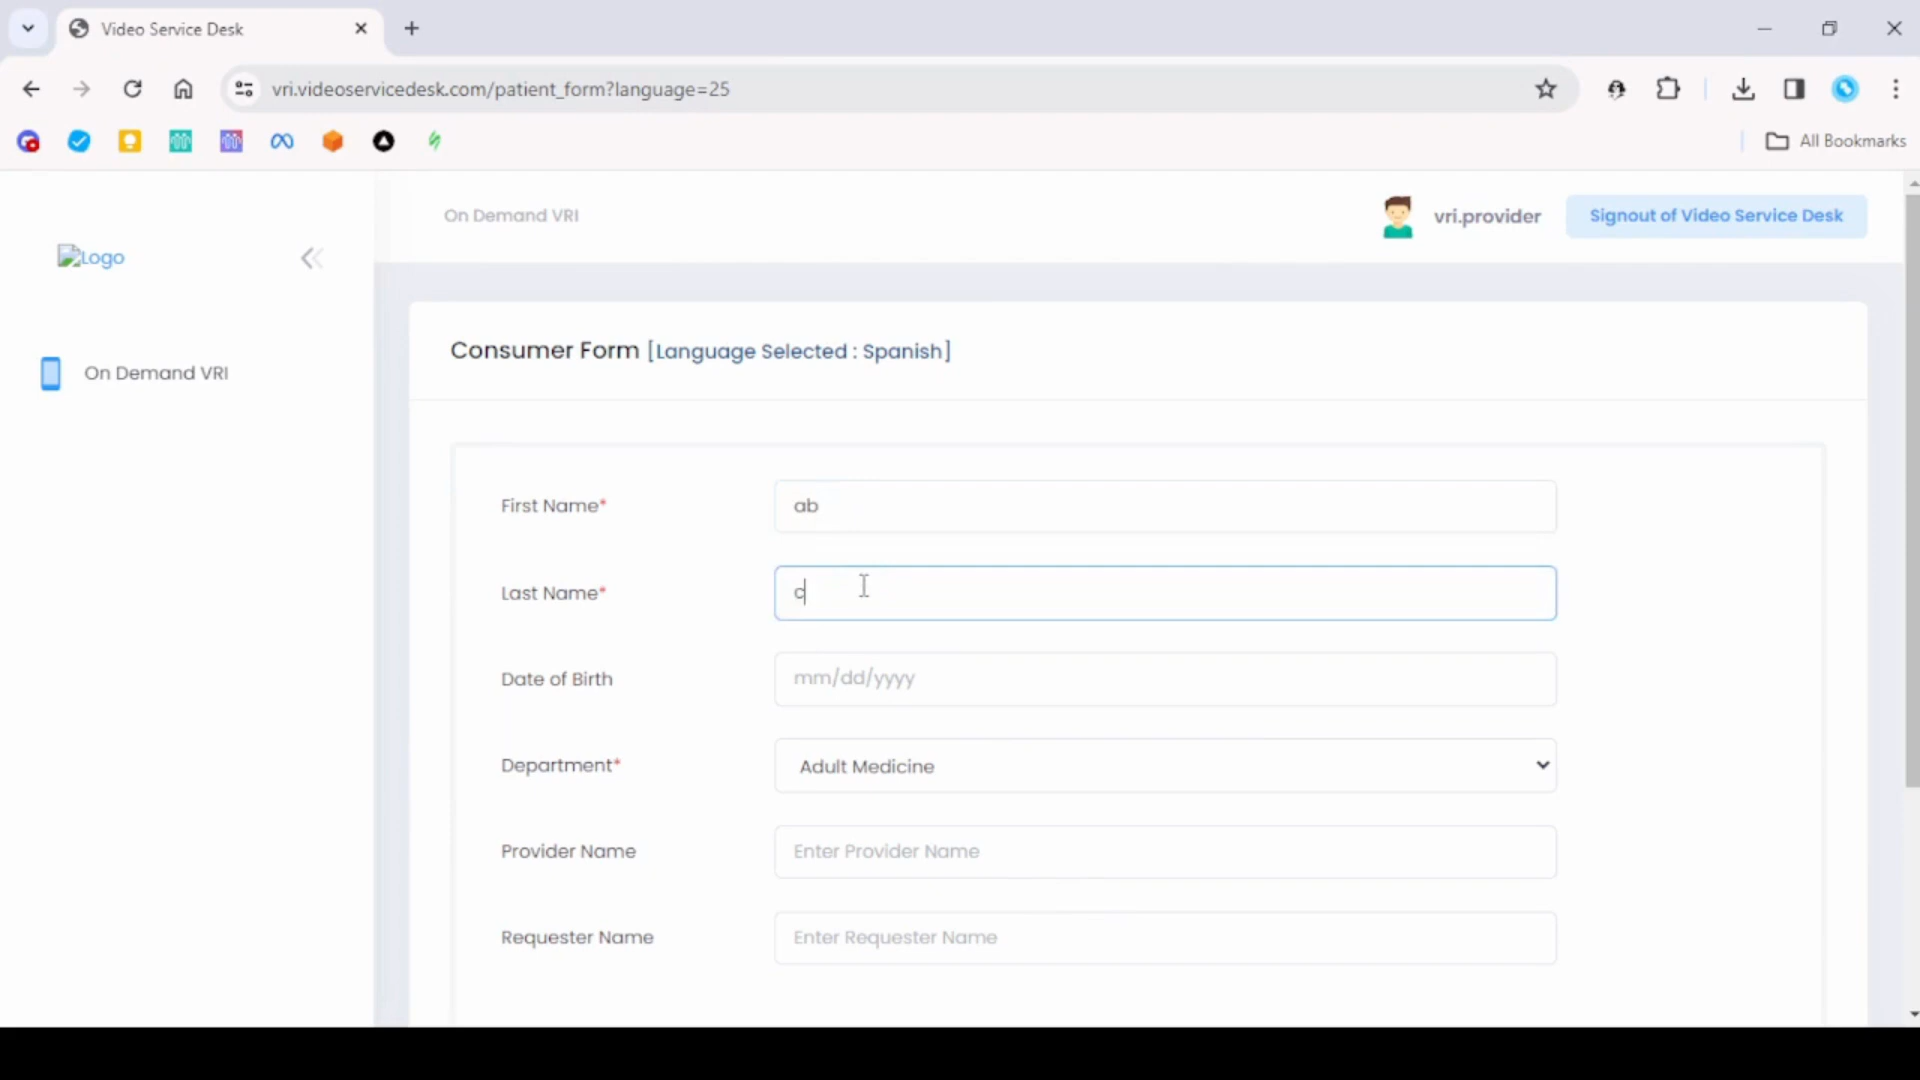 Video Service Desk
vri.videoservicedesk.com/patient_form?language=25
All Bookmarks
On Demand VRI
vri.provider
Signout of Video Service Desk
Logo
On Demand VRI
Consumer Form [Language Selected : Spanish]
First Name*
ab
Last Name*
c
Date of Birth
mm/dd/yyyy
Department*
Adult Medicine
Provider Name
Enter Provider Name
Requester Name
Enter Requester Name